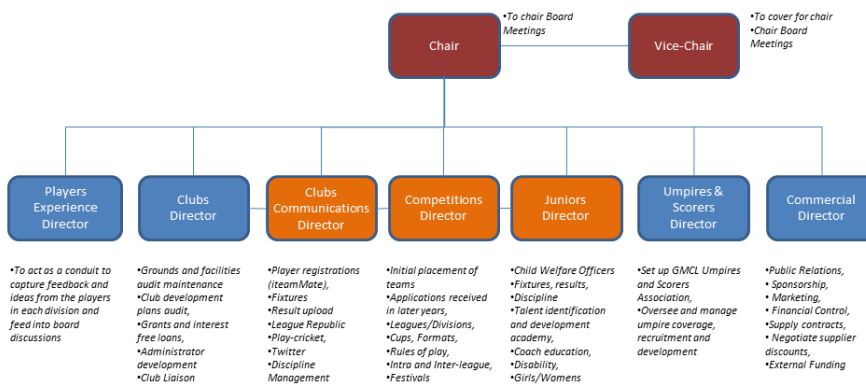 Chair
•To chair Board
Meetings
Vice-Chair
•To cover for chair
•Chair Board
Meetings
Players
Experience
Director
Clubs
Director
Clubs
Communications
Director
Competitions
Director
Juniors
Director
Umpires &
Scorers
Director
Commercial
Director
•To act as a conduit to
capture feedback and
ideas from the players
in each division and
feed into board
discussions
•Grounds and facilities
audit maintenance
•Club development
plans audit,
•Grants and interest
free loans,
•Administrator
development
•Club Liaison
•Player registrations
(iteamMate),
•Fixtures
•Result upload
•League Republic
•Play-cricket,
•Twitter
•Discipline
Management
•Initial placement of
teams
•Applications received
in later years,
•Leagues/Divisions,
•Cups, Formats,
•Rules of play,
•Intra and Inter-league,
•Festivals
•Child Welfare Officers
•Fixtures, results,
•Discipline
•Talent identification
and development
academy,
•Coach education,
•Disability,
•Girls/Womens
•Set up GMCL Umpires
and Scorers
Association,
•Oversee and manage
umpire coverage,
recruitment and
development
•Public Relations,
• Sponsorship,
• Marketing,
• Financial Control,
•Supply contracts,
• Negotiate supplier
discounts,
•External Funding